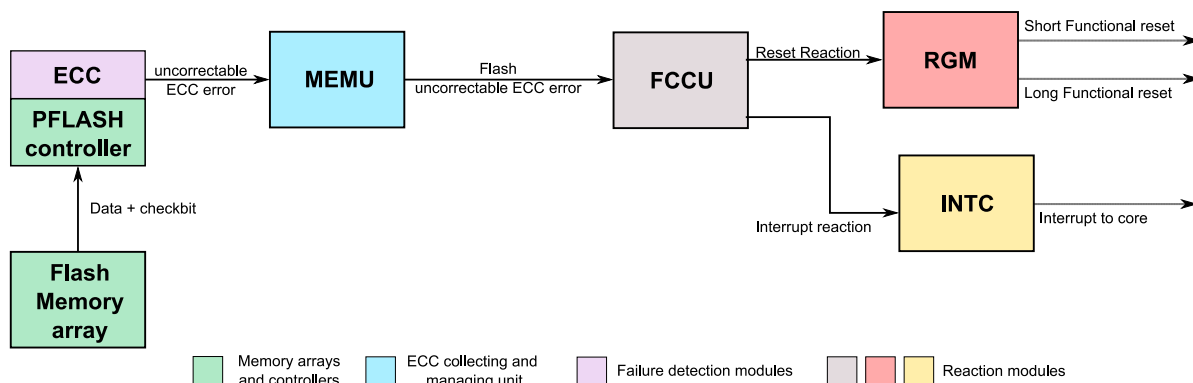 Short Functional reset
ECC
uncorrectable
ECC error
MEMU
Flash
uncorrectable ECC error
FCCU
Reset Reaction
RGM
Long Functional reset
PFLASH
controller
Data + checkbit
INTC
Interrupt reaction
Interrupt to core
Flash
Memory
array
Memory arrays
and controllers
ECC collecting and
managing unit
Failure detection modules
Reaction modules